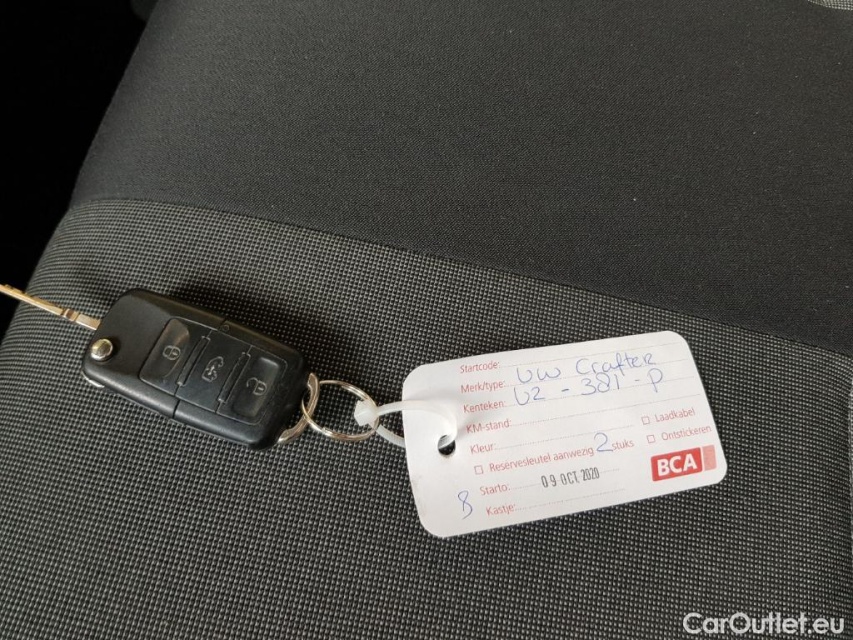 Startcode:
Merk/type: VW Crafter
Kenteken: V2-381-P
KM-stand:
Kleur: Laadkabel
Reservesleutel aanwezig 2 stuks Ontstickeren
Starto: 09 OCT 2020 BCA
8 Kastje:
CarOutlet.eu